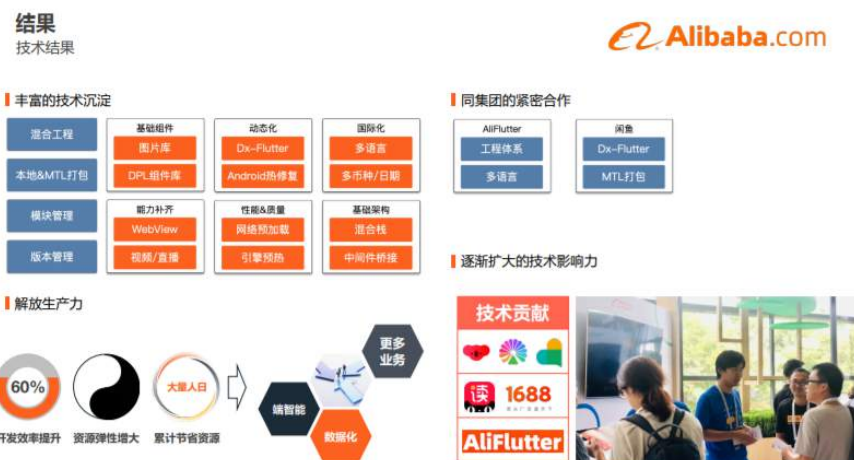 结果
技术结果
Alibaba.com
丰富的技术沉淀
混合工程
本地&MTL打包
模块管理
版本管理
基础组件
图片库
DPL组件库
动态化
Dx-Flutter
Android热修复
国际化
多语言
多币种/日期
能力补齐
WebView
视频/直播
性能&质量
网络预加载
引擎预热
基础架构
混合栈
中间件桥接
同集团的紧密合作
AliFlutter
工程体系
多语言
闲鱼
Dx-Flutter
MTL打包
解放生产力
60%
开发效率提升
资源弹性增大
大量人日
累计节省资源
更多
业务
端智能
数据化
逐渐扩大的技术影响力
技术贡献
读
1688
AliFlutter